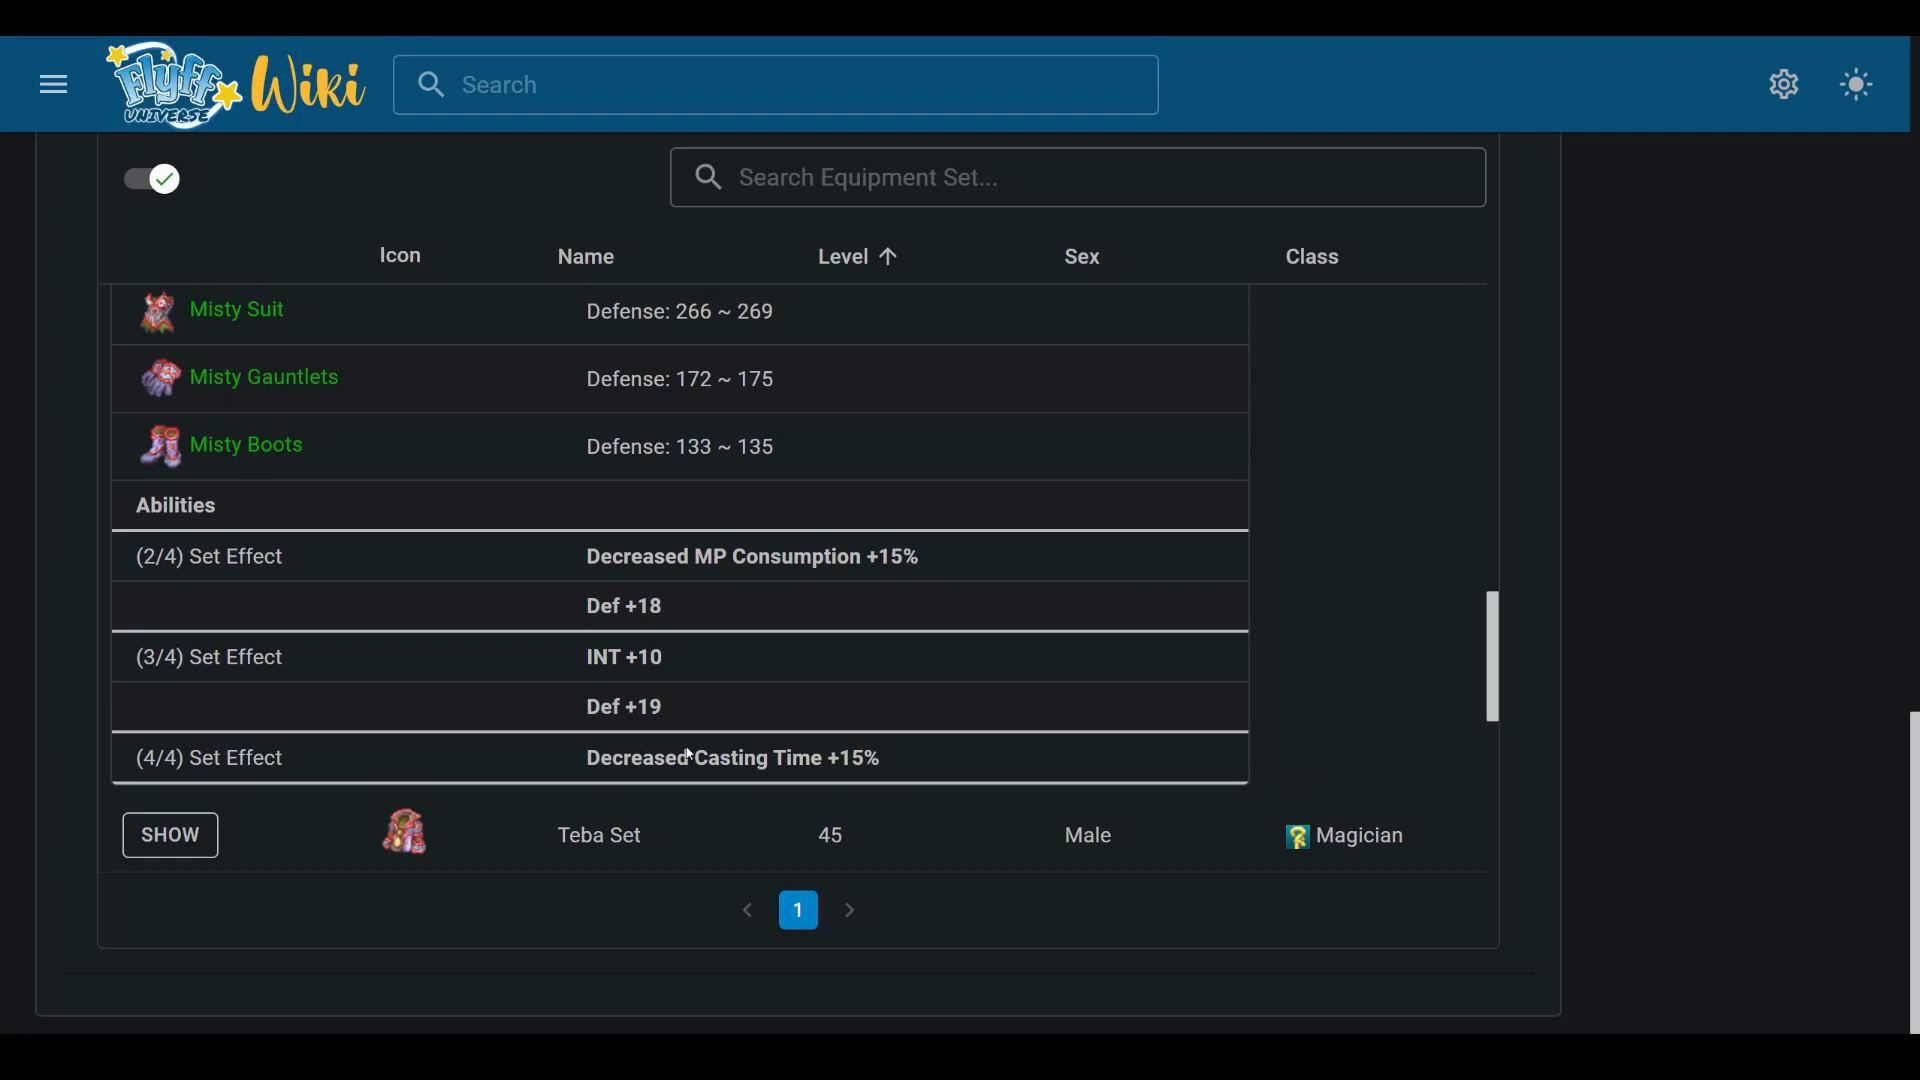 Flyff UNIVERSE Wiki Search
Search Equipment Set...
Icon Name Level Sex Class
Misty Suit Defense: 266 ~ 269
Misty Gauntlets Defense: 172 ~ 175
Misty Boots Defense: 133 ~ 135
Abilities
(2/4) Set Effect Decreased MP Consumption +15%
Def +18
(3/4) Set Effect INT +10
Def +19
(4/4) Set Effect Decreased Casting Time +15%
SHOW Teba Set 45 Male Magician
1